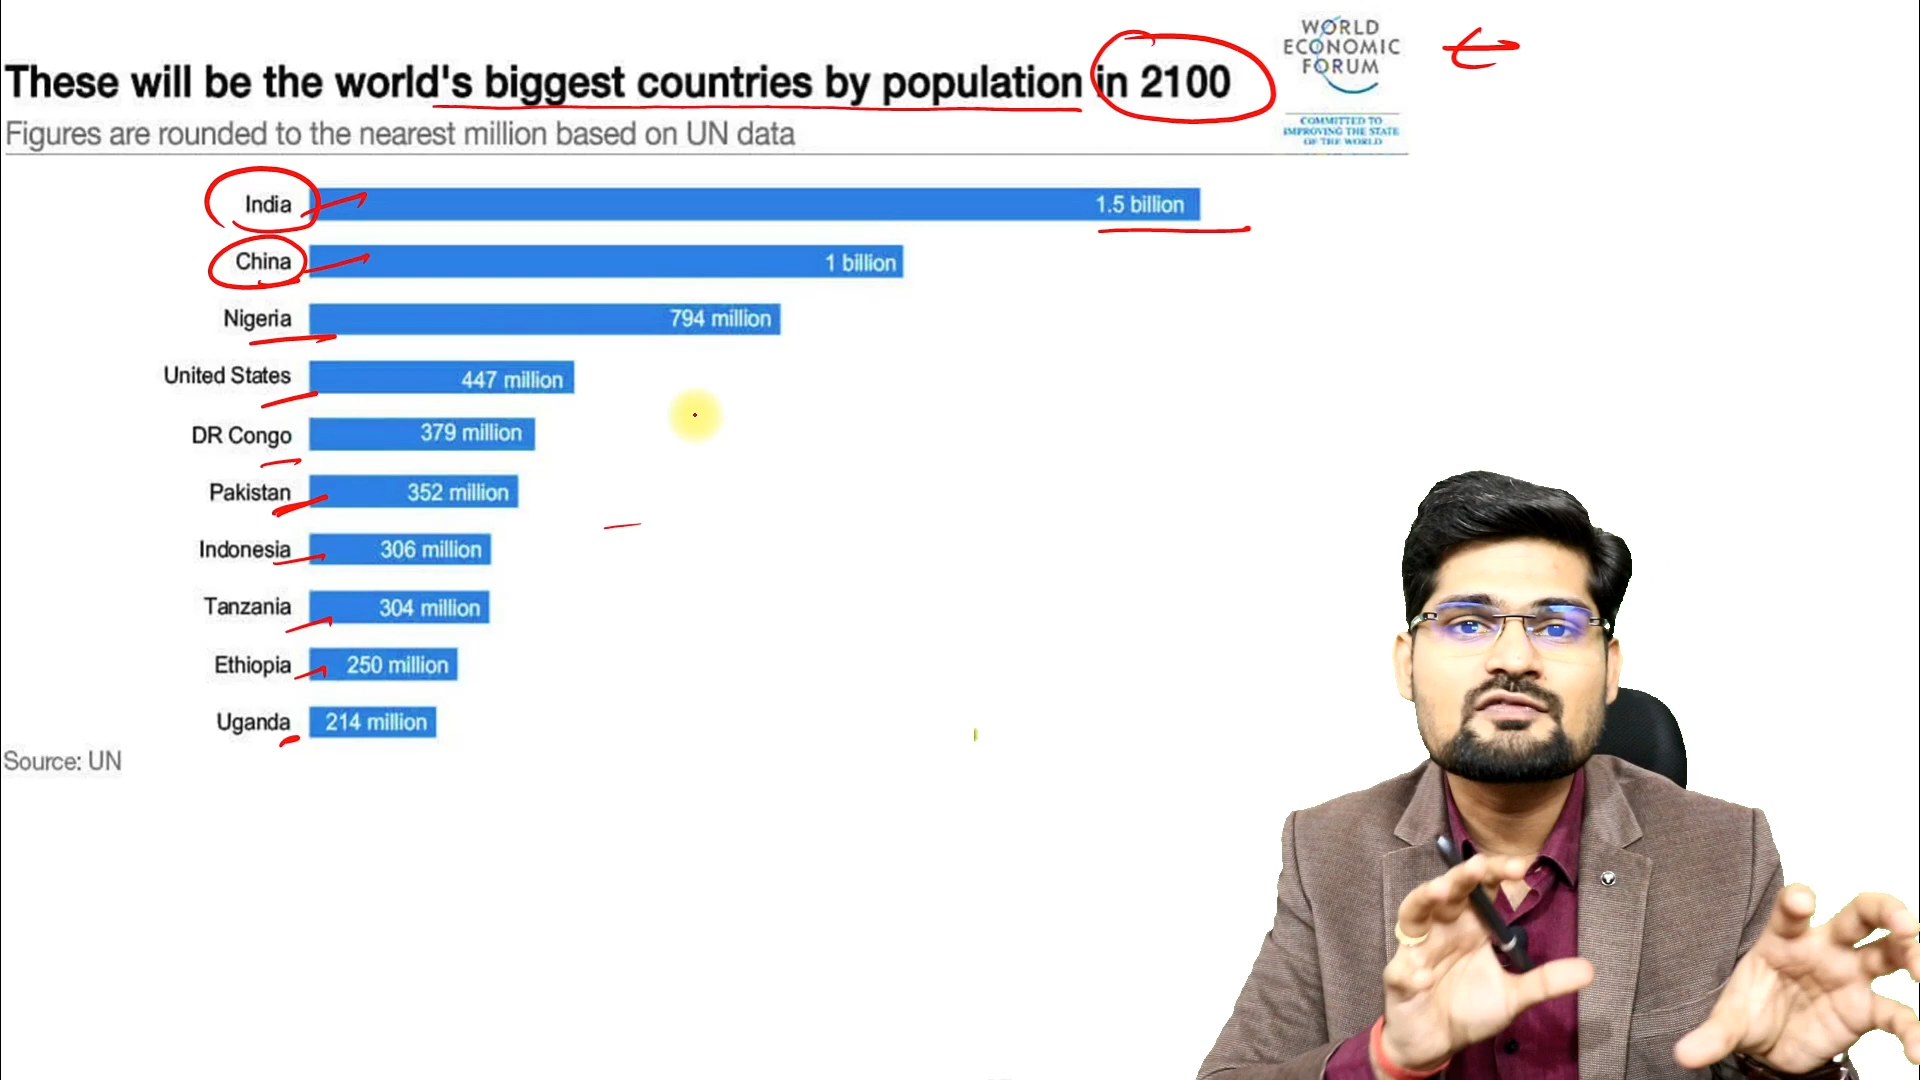 These will be the world's biggest countries by population in 2100
Figures are rounded to the nearest million based on UN data
WORLD
ECONOMIC
FORUM
COMMITTED TO
IMPROVING THE STATE
OF THE WORLD
India 1.5 billion
China 1 billion
Nigeria 794 million
United States 447 million
DR Congo 379 million
Pakistan 352 million
Indonesia 306 million
Tanzania 304 million
Ethiopia 250 million
Uganda 214 million
Source: UN